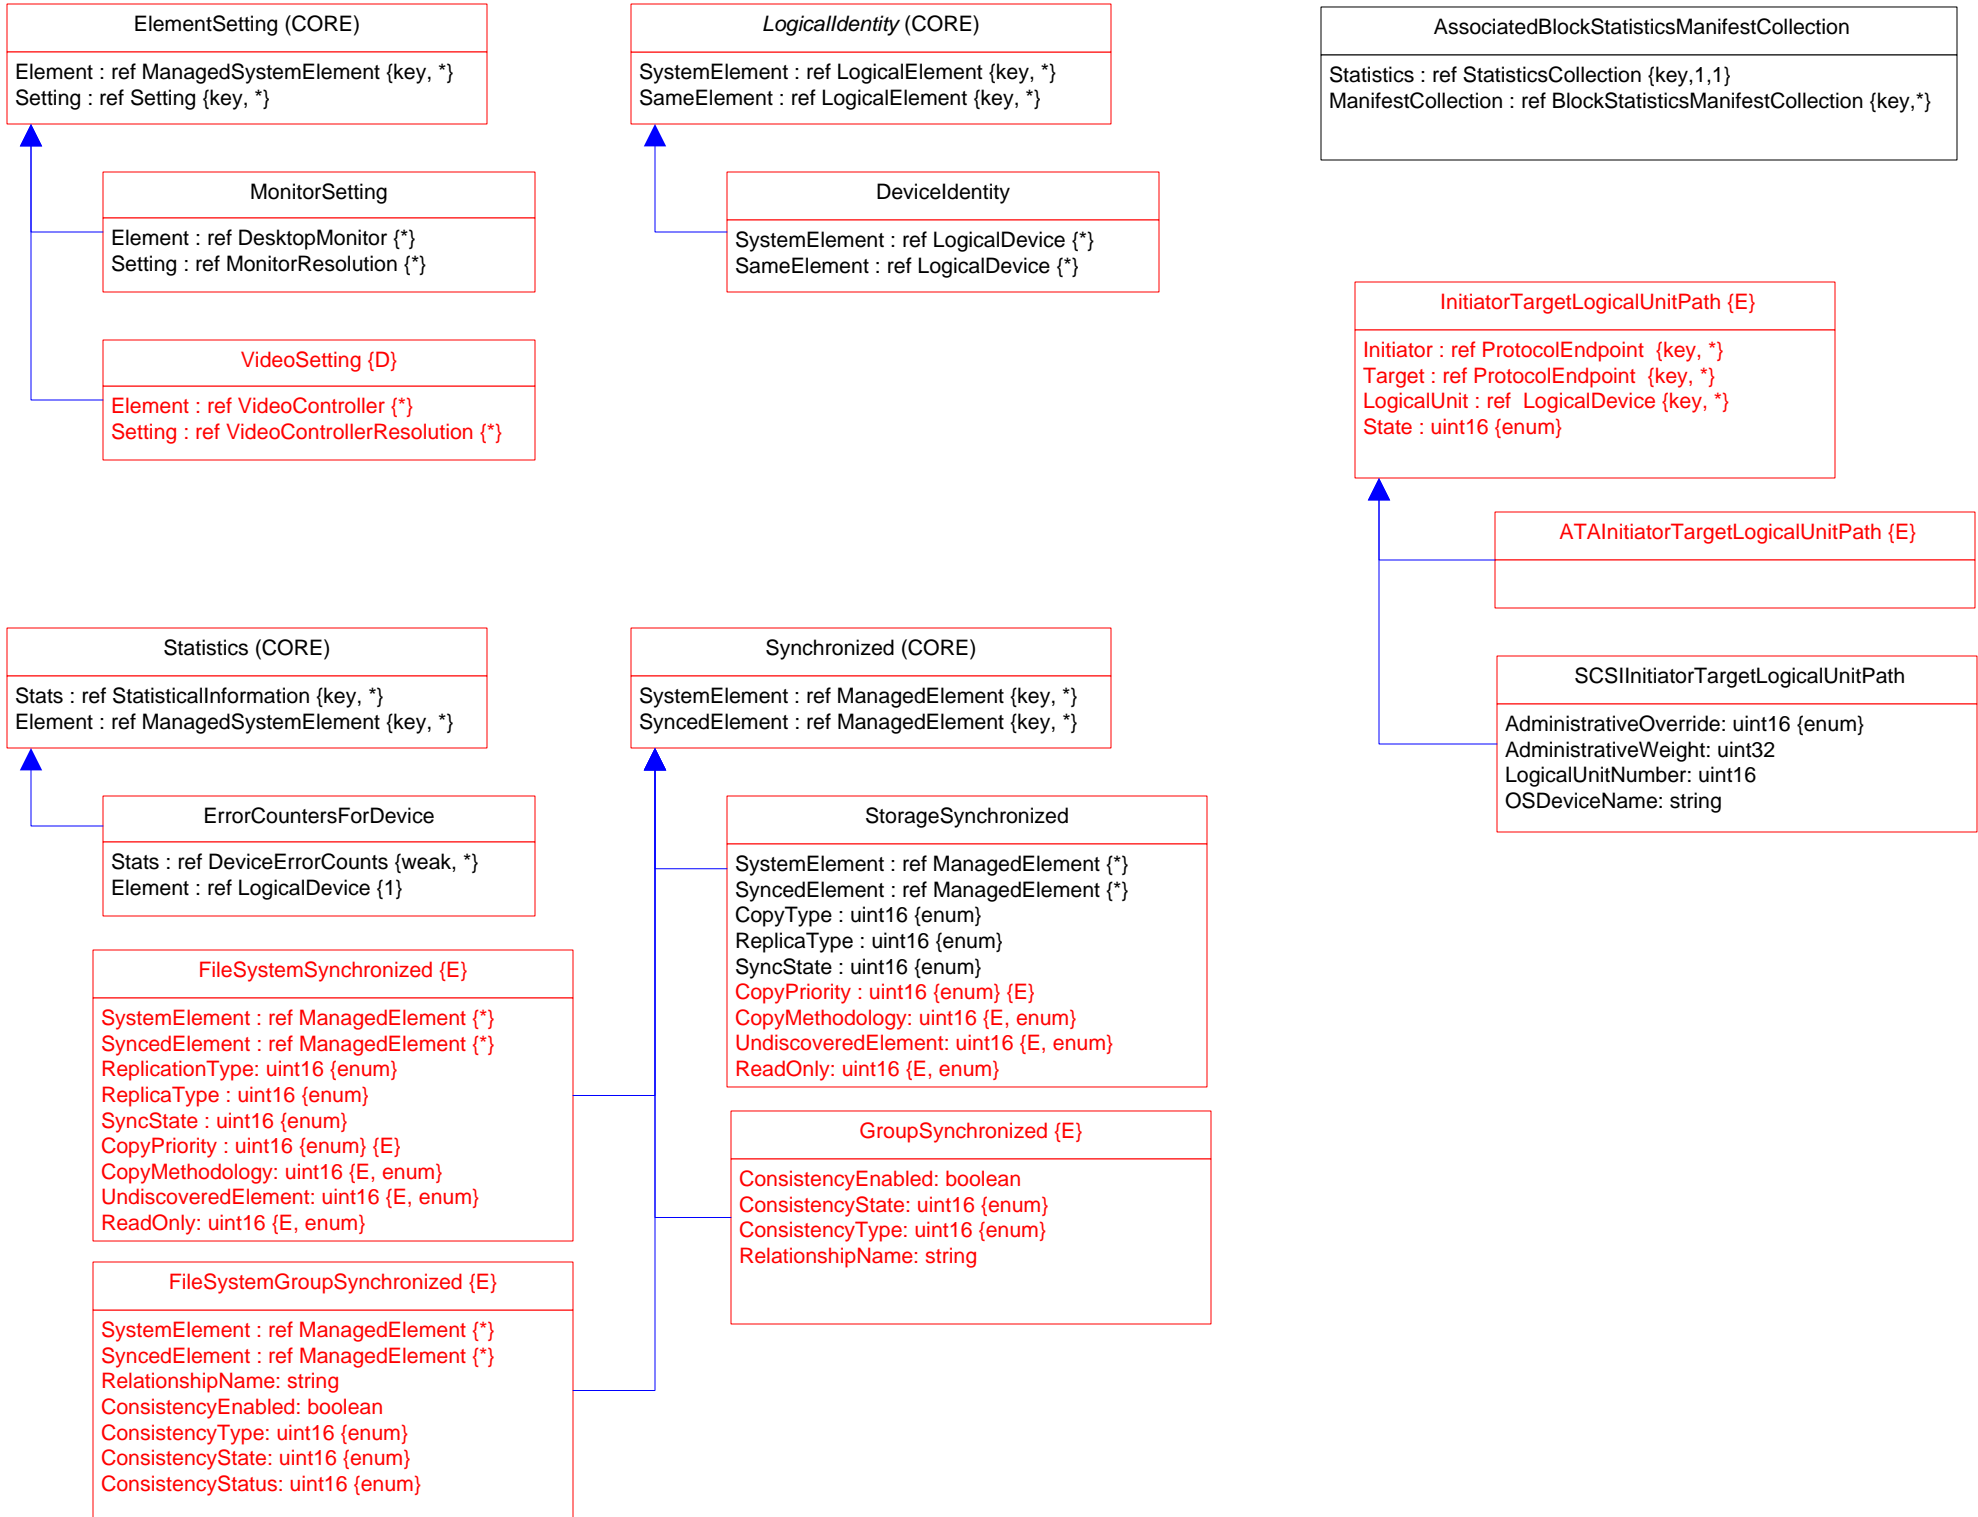 ElementSetting (CORE)
Element : ref ManagedSystemElement {key, *}
Setting : ref Setting {key, *}
MonitorSetting
Element : ref DesktopMonitor {*}
Setting : ref MonitorResolution {*}
VideoSetting {D}
Element : ref VideoController {*}
Setting : ref VideoControllerResolution {*}
LogicalIdentity (CORE)
SystemElement : ref LogicalElement {key, *}
SameElement : ref LogicalElement {key, *}
DeviceIdentity
SystemElement : ref LogicalDevice {*}
SameElement : ref LogicalDevice {*}
AssociatedBlockStatisticsManifestCollection
Statistics : ref StatisticsCollection {key,1,1}
ManifestCollection : ref BlockStatisticsManifestCollection {key,*}
InitiatorTargetLogicalUnitPath {E}
Initiator : ref ProtocolEndpoint {key, *}
Target : ref ProtocolEndpoint {key, *}
LogicalUnit : ref LogicalDevice {key, *}
State : uint16 {enum}
ATAInitiatorTargetLogicalUnitPath {E}
SCSIInitiatorTargetLogicalUnitPath
AdministrativeOverride: uint16 {enum}
AdministrativeWeight: uint32
LogicalUnitNumber: uint16
OSDeviceName: string
Statistics (CORE)
Stats : ref StatisticalInformation {key, *}
Element : ref ManagedSystemElement {key, *}
ErrorCountersForDevice
Stats : ref DeviceErrorCounts {weak, *}
Element : ref LogicalDevice {1}
Synchronized (CORE)
SystemElement : ref ManagedElement {key, *}
SyncedElement : ref ManagedElement {key, *}
StorageSynchronized
SystemElement : ref ManagedElement {*}
SyncedElement : ref ManagedElement {*}
CopyType : uint16 {enum}
ReplicaType : uint16 {enum}
SyncState : uint16 {enum}
CopyPriority : uint16 {enum} {E}
CopyMethodology: uint16 {E, enum}
UndiscoveredElement: uint16 {E, enum}
ReadOnly: uint16 {E, enum}
FileSystemSynchronized {E}
SystemElement : ref ManagedElement {*}
SyncedElement : ref ManagedElement {*}
ReplicationType: uint16 {enum}
ReplicaType : uint16 {enum}
SyncState : uint16 {enum}
CopyPriority : uint16 {enum} {E}
CopyMethodology: uint16 {E, enum}
UndiscoveredElement: uint16 {E, enum}
ReadOnly: uint16 {E, enum}
GroupSynchronized {E}
ConsistencyEnabled: boolean
ConsistencyState: uint16 {enum}
ConsistencyType: uint16 {enum}
RelationshipName: string
FileSystemGroupSynchronized {E}
SystemElement : ref ManagedElement {*}
SyncedElement : ref ManagedElement {*}
RelationshipName: string
ConsistencyEnabled: boolean
ConsistencyType: uint16 {enum}
ConsistencyState: uint16 {enum}
ConsistencyStatus: uint16 {enum}